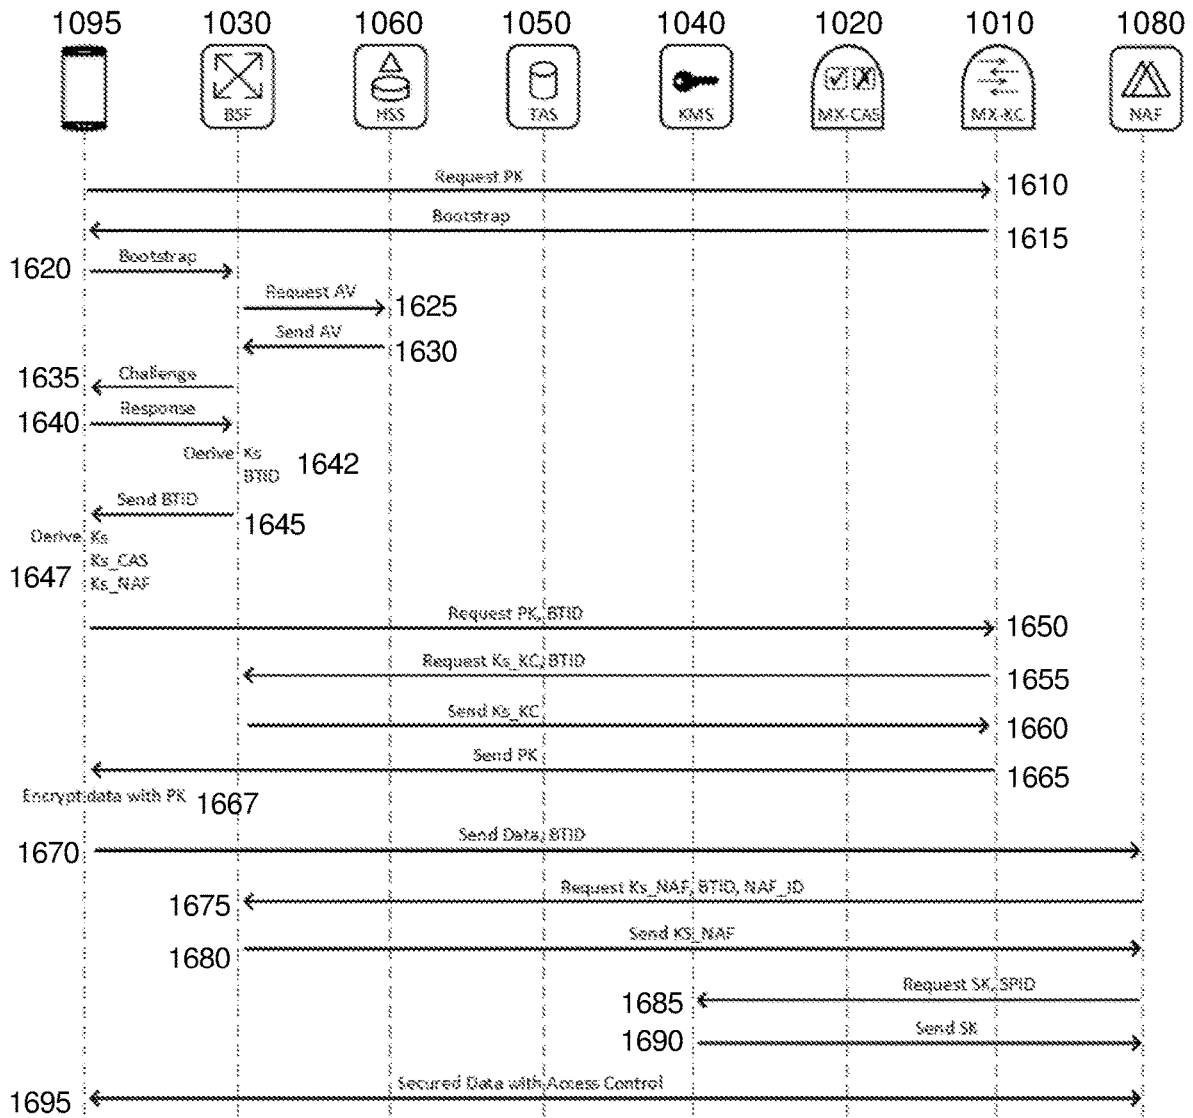 1095 1030 1060 1050 1040 1020 1010 1080
BSF HSS TAS KMS MX-CAS MX-KC NAF
Request PK 1610
Bootstrap 1615
1620 Bootstrap
Request AV 1625
Send AV 1630
1635 Challenge
1640 Response
Derive Ks 1642
BTID
Send BTID 1645
Derive Ks
Ks_CAS
1647 Ks_NAF
Request PK, BTID 1650
Request Ks_KC, BTID 1655
Send Ks_KC 1660
Send PK 1665
Encrypt data with PK 1667
1670 Send Data, BTID
1675 Request Ks_NAF, BTID, NAF_ID
1680 Send KS_NAF
1685 Request SK, SPID
1690 Send SK
1695 Secured Data with Access Control